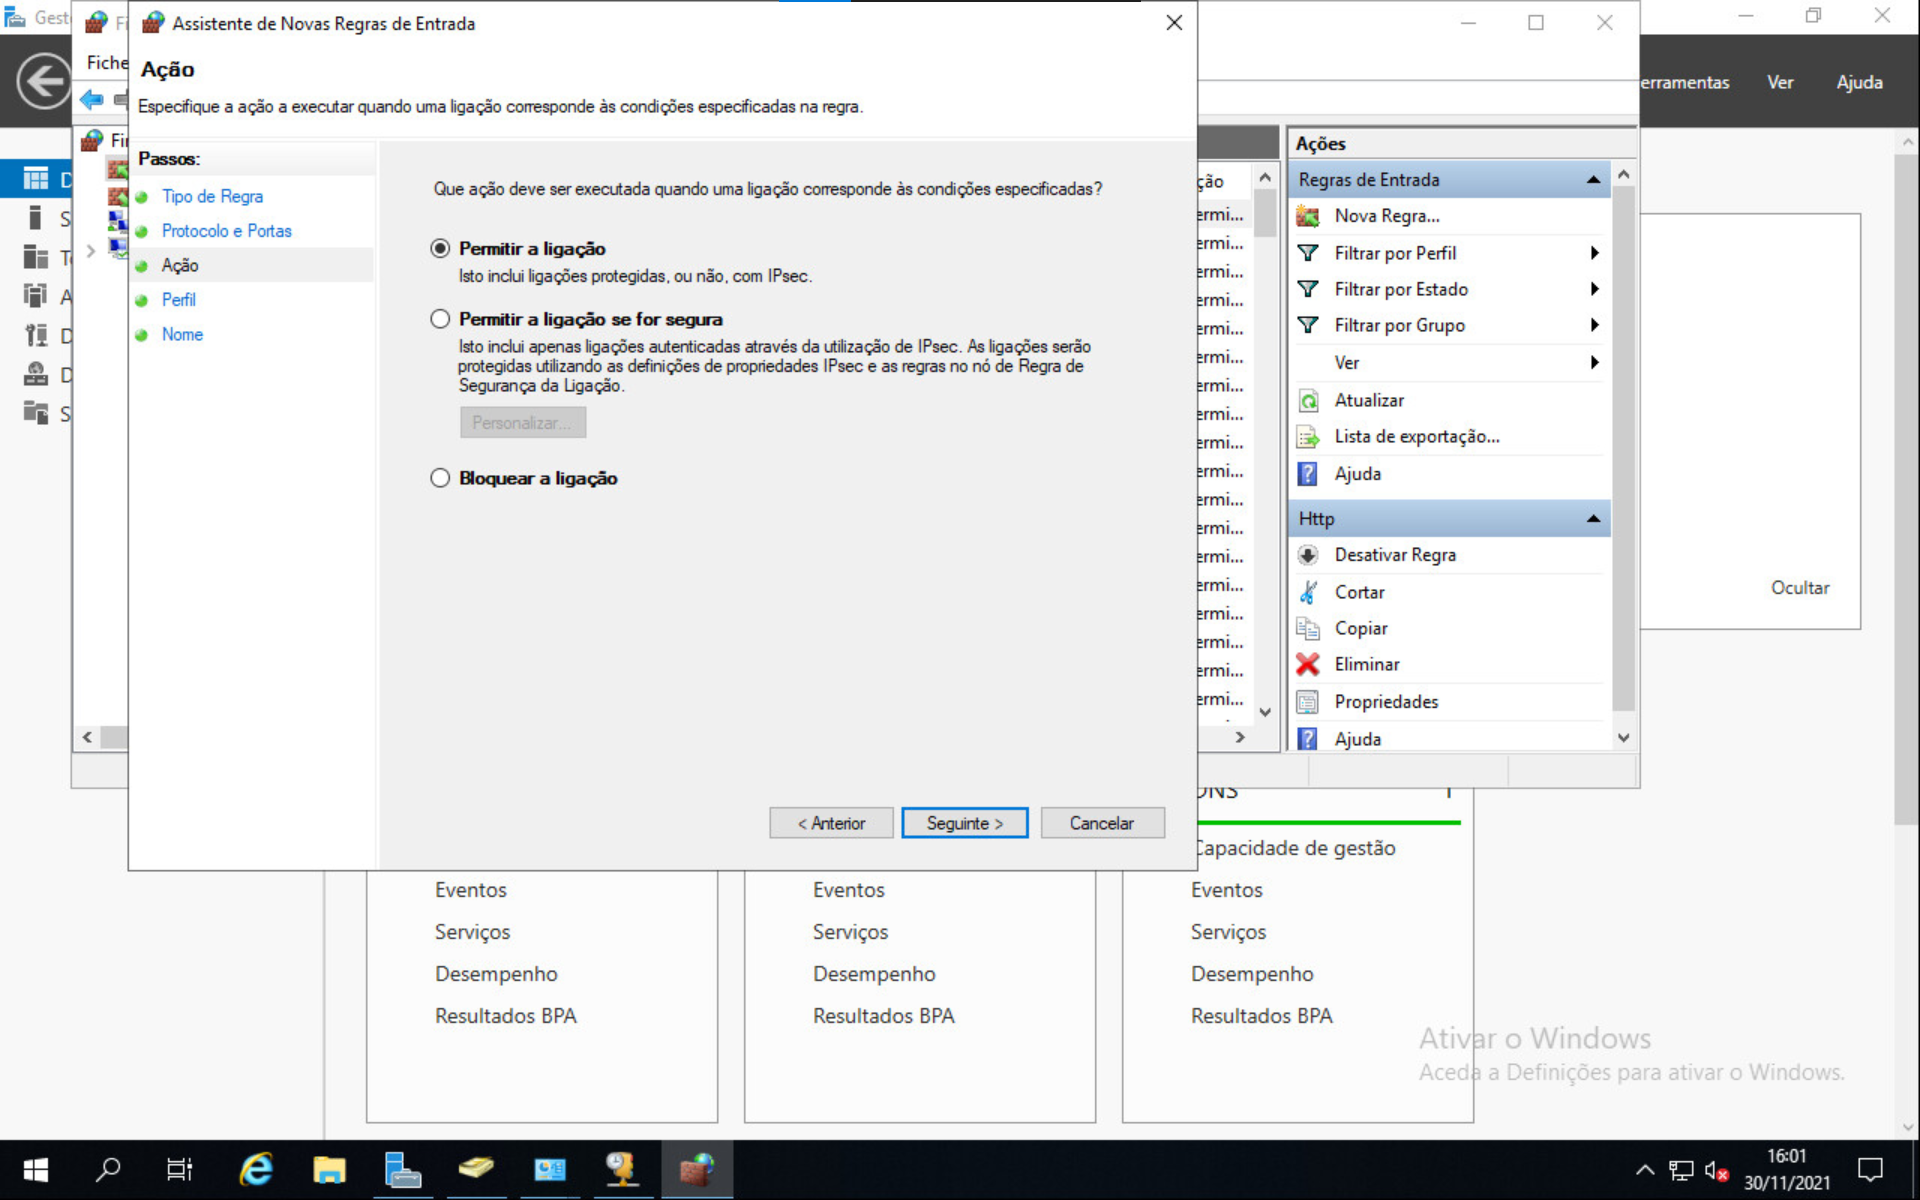 Assistente de Novas Regras de Entrada
Ação
Especifique a ação a executar quando uma ligação corresponde às condições especificadas na regra.
Passos:
Tipo de Regra
Protocolo e Portas
Ação
Perfil
Nome
Que ação deve ser executada quando uma ligação corresponde às condições especificadas?
Permitir a ligação
Isto inclui ligações protegidas, ou não, com IPsec.
Permitir a ligação se for segura
Isto inclui apenas ligações autenticadas através da utilização de IPsec. As ligações serão
protegidas utilizando as definições de propriedades IPsec e as regras no nó de Regra de
Segurança da Ligação.
Personalizar...
Bloquear a ligação
< Anterior
Seguinte >
Cancelar
Ver
Ajuda
Ações
Regras de Entrada
Nova Regra...
Filtrar por Perfil
Filtrar por Estado
Filtrar por Grupo
Ver
Atualizar
Lista de exportação...
Ajuda
Http
Desativar Regra
Cortar
Copiar
Eliminar
Propriedades
Ajuda
Ocultar
Capacidade de gestão
Eventos
Serviços
Desempenho
Resultados BPA
Eventos
Serviços
Desempenho
Resultados BPA
Eventos
Serviços
Desempenho
Resultados BPA
Ativar o Windows
Aceda a Definições para ativar o Windows.
16:01
30/11/2021